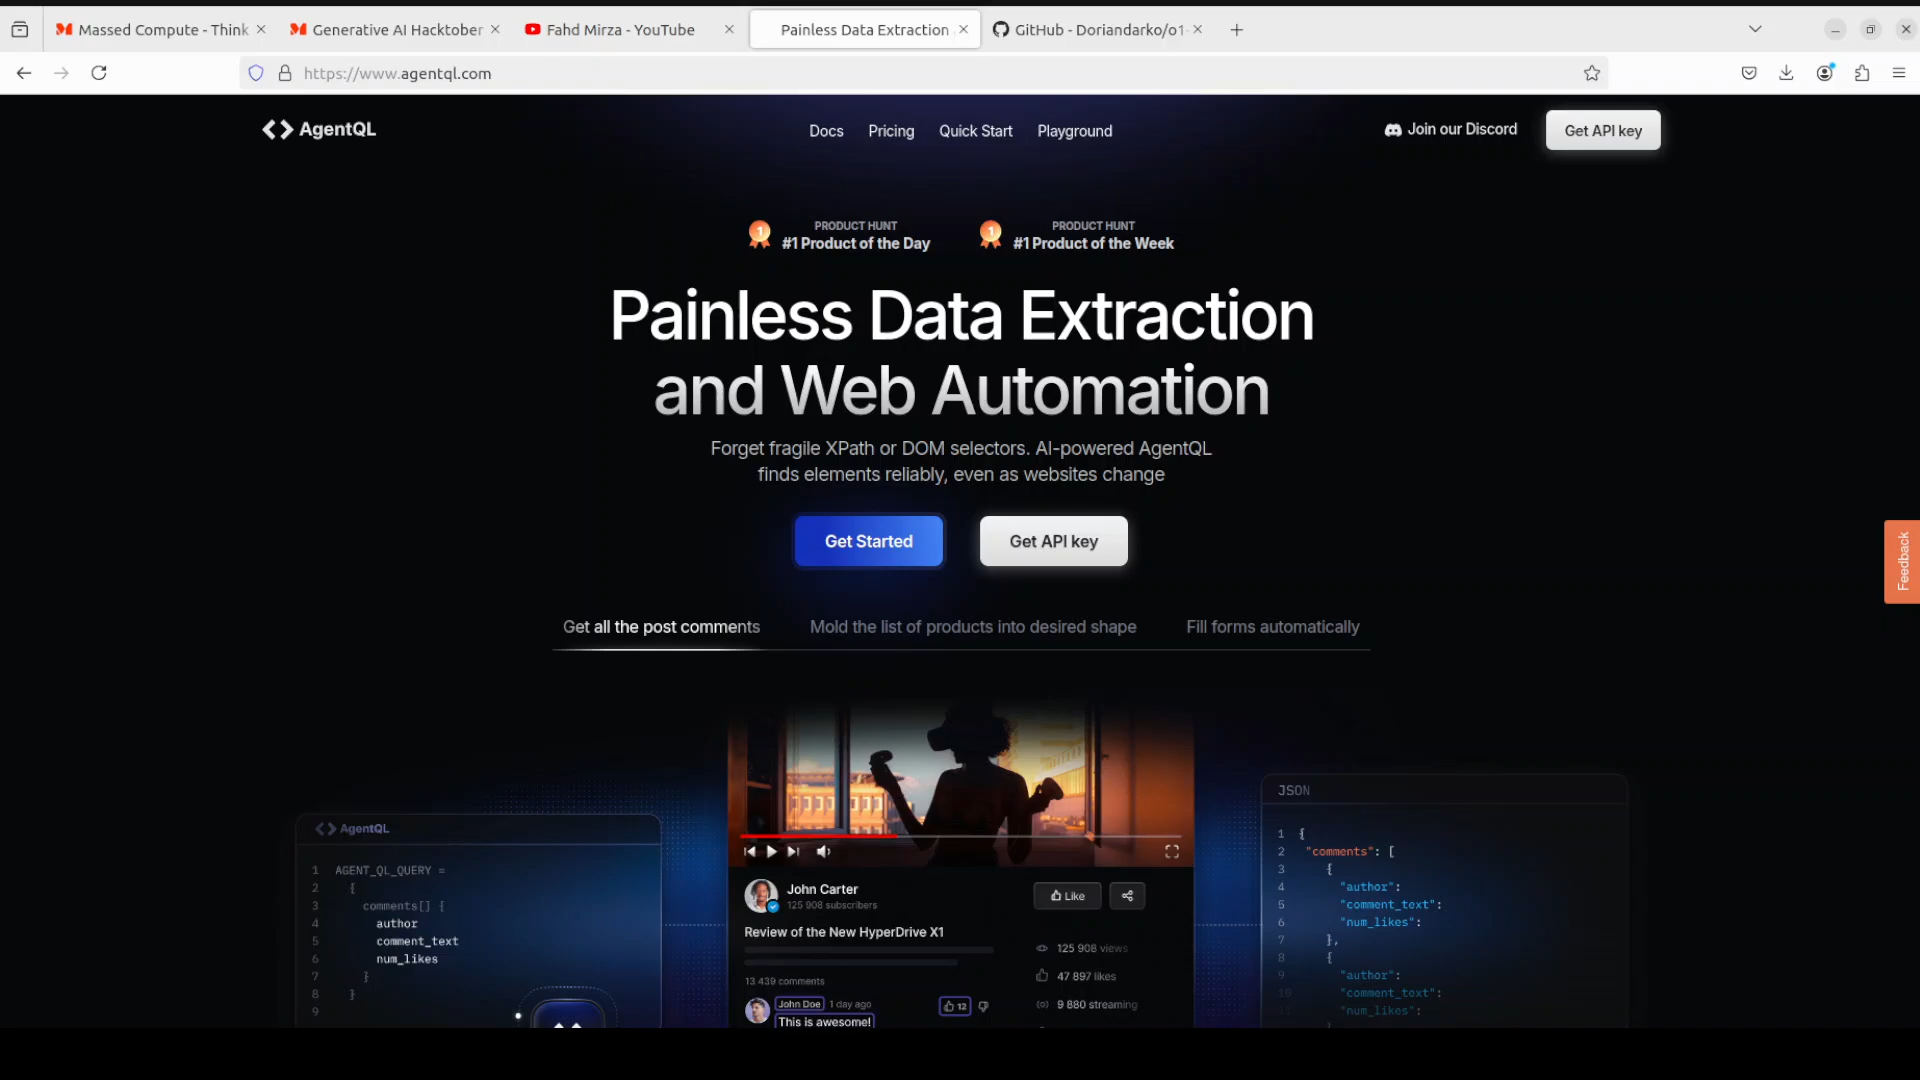 Massed Compute - Think
Generative AI Hacktober
Fahd Mirza - YouTube
Painless Data Extraction
GitHub - Doriandarko/o1-
https://www.agentql.com
AgentQL
Docs
Pricing
Quick Start
Playground
Join our Discord
Get API key
PRODUCT HUNT
#1 Product of the Day
PRODUCT HUNT
#1 Product of the Week
Painless Data Extraction
and Web Automation
Forget fragile XPath or DOM selectors. AI-powered AgentQL
finds elements reliably, even as websites change
Get Started
Get API key
Feedback
Get all the post comments
Mold the list of products into desired shape
Fill forms automatically
AgentQL
1 AGENT_QL_QUERY =
2 {
3 comments[] {
4 author
5 comment_text
6 num_likes
7 }
8 }
9
John Carter
125 908 subscribers
Like
Review of the New HyperDrive X1
125 908 views
13 439 comments
47 897 likes
John Doe 1 day ago
12
9 880 streaming
This is awesome!
JSON
1 {
2 "comments": [
3 {
4 "author":
5 "comment_text":
6 "num_likes":
7 },
8 {
9 "author":
10 "comment_text":
11 "num_likes":